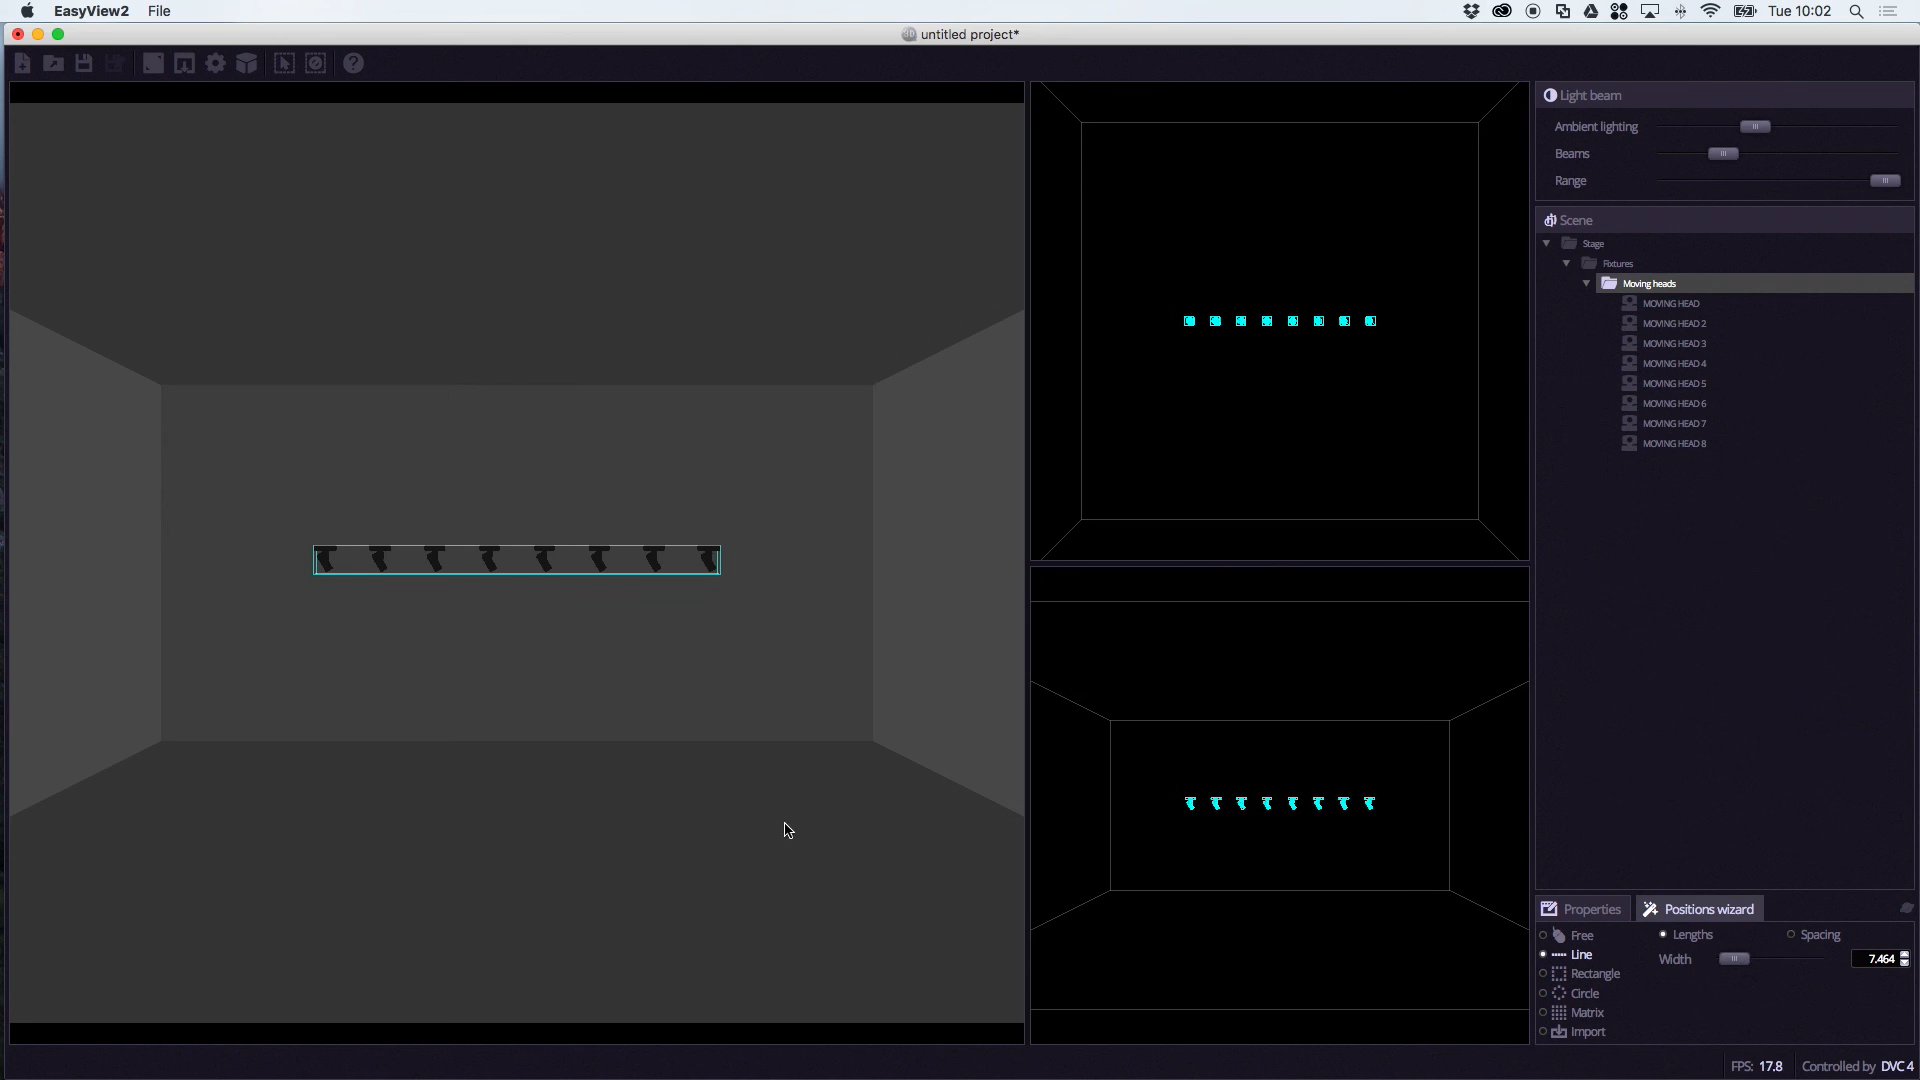 EasyView2 File
Tue 10:02
untitled project*
Light beam
Ambient lighting
Beams
Range
Scene
Stage
Fixtures
Moving heads
MOVING HEAD
MOVING HEAD 2
MOVING HEAD 3
MOVING HEAD 4
MOVING HEAD 5
MOVING HEAD 6
MOVING HEAD 7
MOVING HEAD 8
Properties Positions wizard
Free Lengths Spacing
Line Width 7.464
Rectangle
Circle
Matrix
Import
FPS: 17.8 Controlled by DVC 4